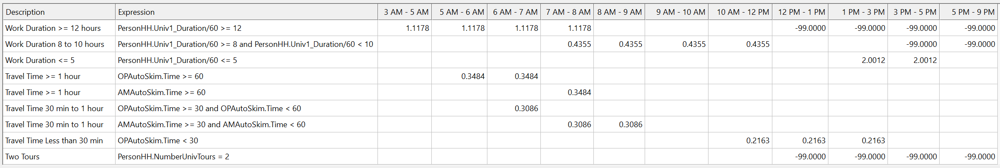 Description Expression 3 AM - 5 AM 5 AM - 6 AM 6 AM - 7 AM 7 AM - 8 AM 8 AM - 9 AM 9 AM - 10 AM 10 AM - 12 PM 12 PM - 1 PM 1 PM - 3 PM 3 PM - 5 PM 5 PM - 9 PM
Work Duration >= 12 hours PersonHH.Univ1_Duration/60 >= 12 1.1178 1.1178 1.1178 1.1178 -99.0000 -99.0000 -99.0000 -99.0000
Work Duration 8 to 10 hours PersonHH.Univ1_Duration/60 >= 8 and PersonHH.Univ1_Duration/60 < 10 0.4355 0.4355 0.4355 0.4355 -99.0000 -99.0000
Work Duration <= 5 PersonHH.Univ1_Duration/60 <= 5 2.0012 2.0012
Travel Time >= 1 hour OPAutoSkim.Time >= 60 0.3484 0.3484
Travel Time >= 1 hour AMAutoSkim.Time >= 60 0.3484
Travel Time 30 min to 1 hour OPAutoSkim.Time >= 30 and OPAutoSkim.Time < 60 0.3086
Travel Time 30 min to 1 hour AMAutoSkim.Time >= 30 and AMAutoSkim.Time < 60 0.3086 0.3086
Travel Time Less than 30 min OPAutoSkim.Time < 30 0.2163 0.2163 0.2163
Two Tours PersonHH.NumberUnivTours = 2 -99.0000 -99.0000 -99.0000 -99.0000